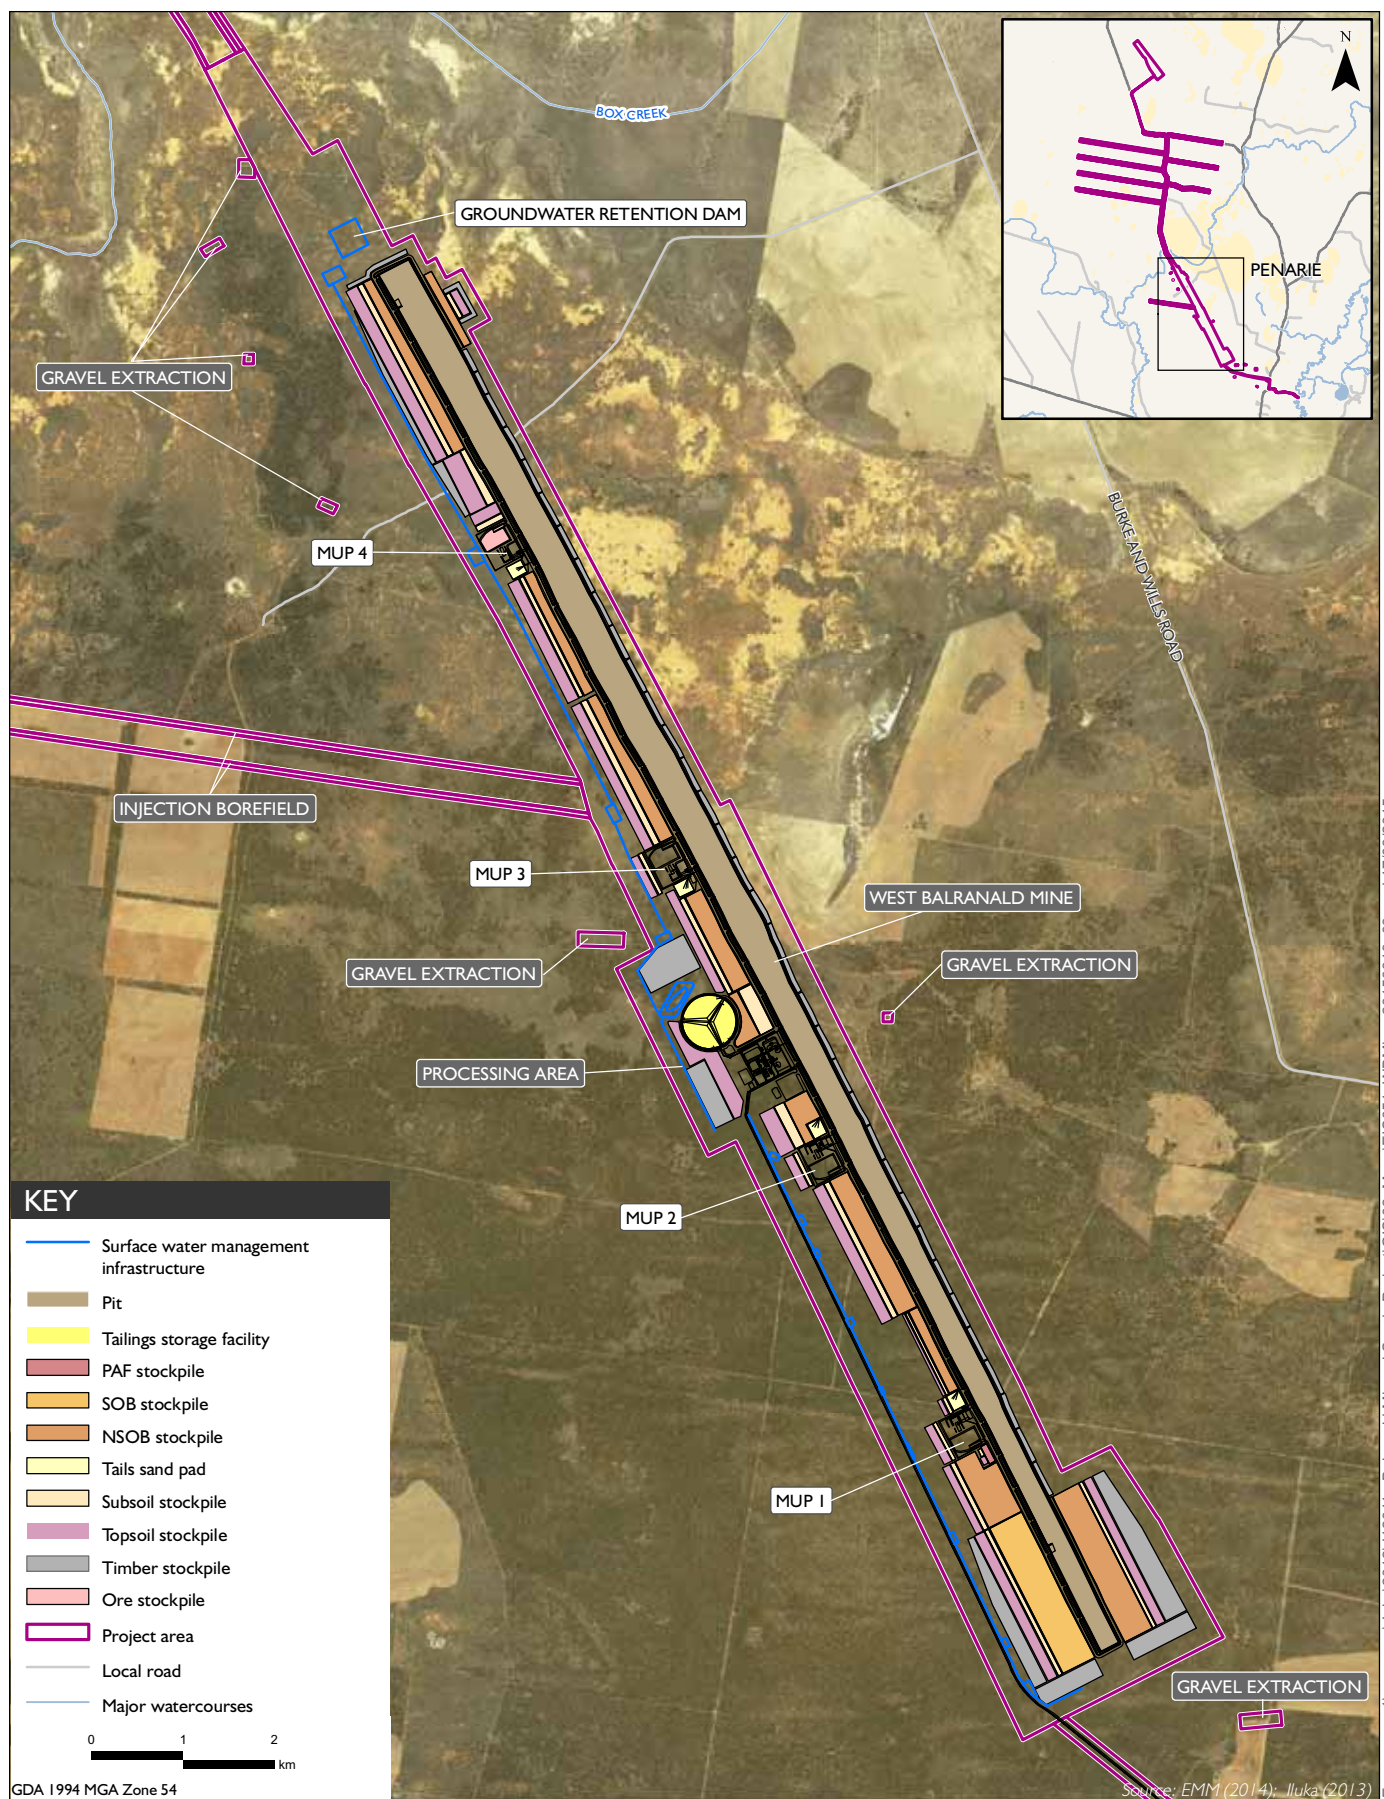 N
BOX CREEK
GROUNDWATER RETENTION DAM
PENARIE
GRAVEL EXTRACTION
BURKE AND WILLS ROAD
MUP 4
INJECTION BOREFIELD
MUP 3
WEST BALRANALD MINE
GRAVEL EXTRACTION
GRAVEL EXTRACTION
PROCESSING AREA
MUP 2
MUP 1
GRAVEL EXTRACTION
KEY
Surface water management
infrastructure
Pit
Tailings storage facility
PAF stockpile
SOB stockpile
NSOB stockpile
Tails sand pad
Subsoil stockpile
Topsoil stockpile
Timber stockpile
Ore stockpile
Project area
Local road
Major watercourses
0 1 2
km
GDA 1994 MGA Zone 54
Source: EMM (2014); Iluka (2013)